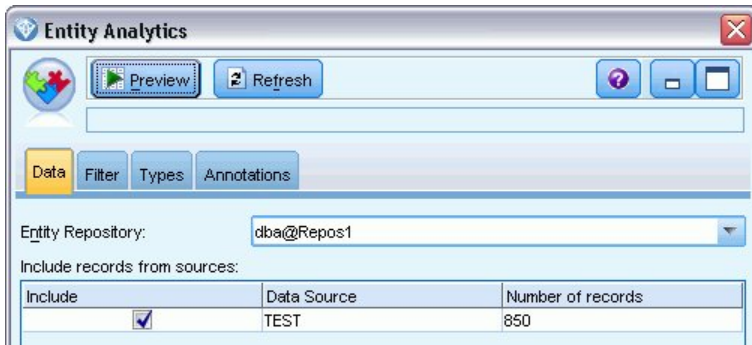 Entity Analytics
Preview Refresh
Data Filter Types Annotations
Entity Repository: dba@Repos1
Include records from sources:
Include Data Source Number of records
TEST 850